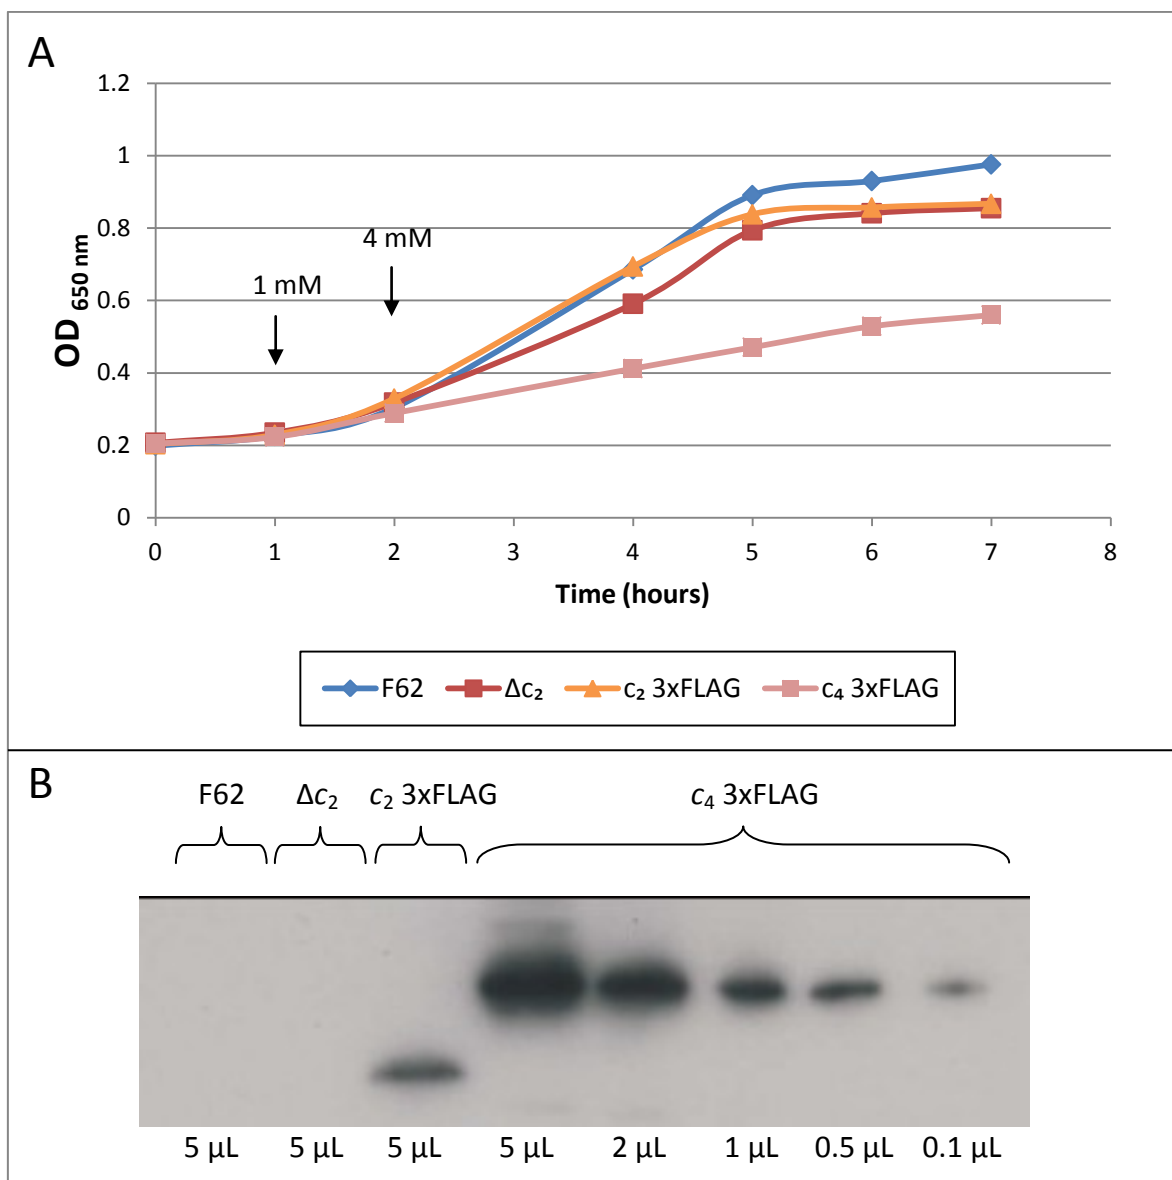 A
1.2
1
0.8
0.6
0.4
0.2
0
OD 650 nm
1 mM
4 mM
0 1 2 3 4 5 6 7 8
Time (hours)
F62 Δc₂ c₂ 3xFLAG c₄ 3xFLAG
B
F62 Δc₂ c₂ 3xFLAG c₄ 3xFLAG
5 µL 5 µL 5 µL 5 µL 2 µL 1 µL 0.5 µL 0.1 µL